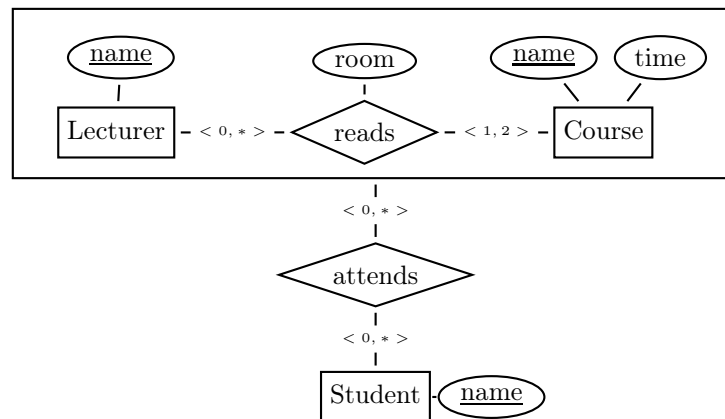 name room name time
Lecturer < 0, * > reads < 1, 2 > Course
< 0, * >
attends
< 0, * >
Student name